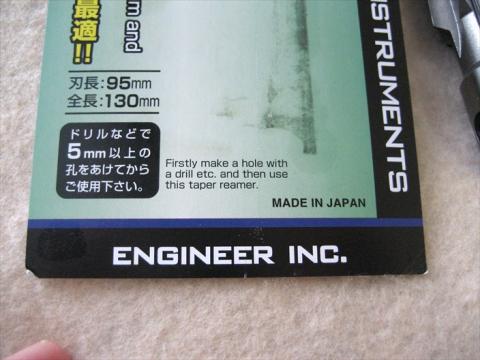 最適!!
m and
刃長:95mm
全長:130mm
ドリルなどで
5mm以上の
孔をあけてから
ご使用下さい。
Firstly make a hole with
a drill etc. and then use
this taper reamer.
MADE IN JAPAN
NSTRUMENTS
ENGINEER INC.